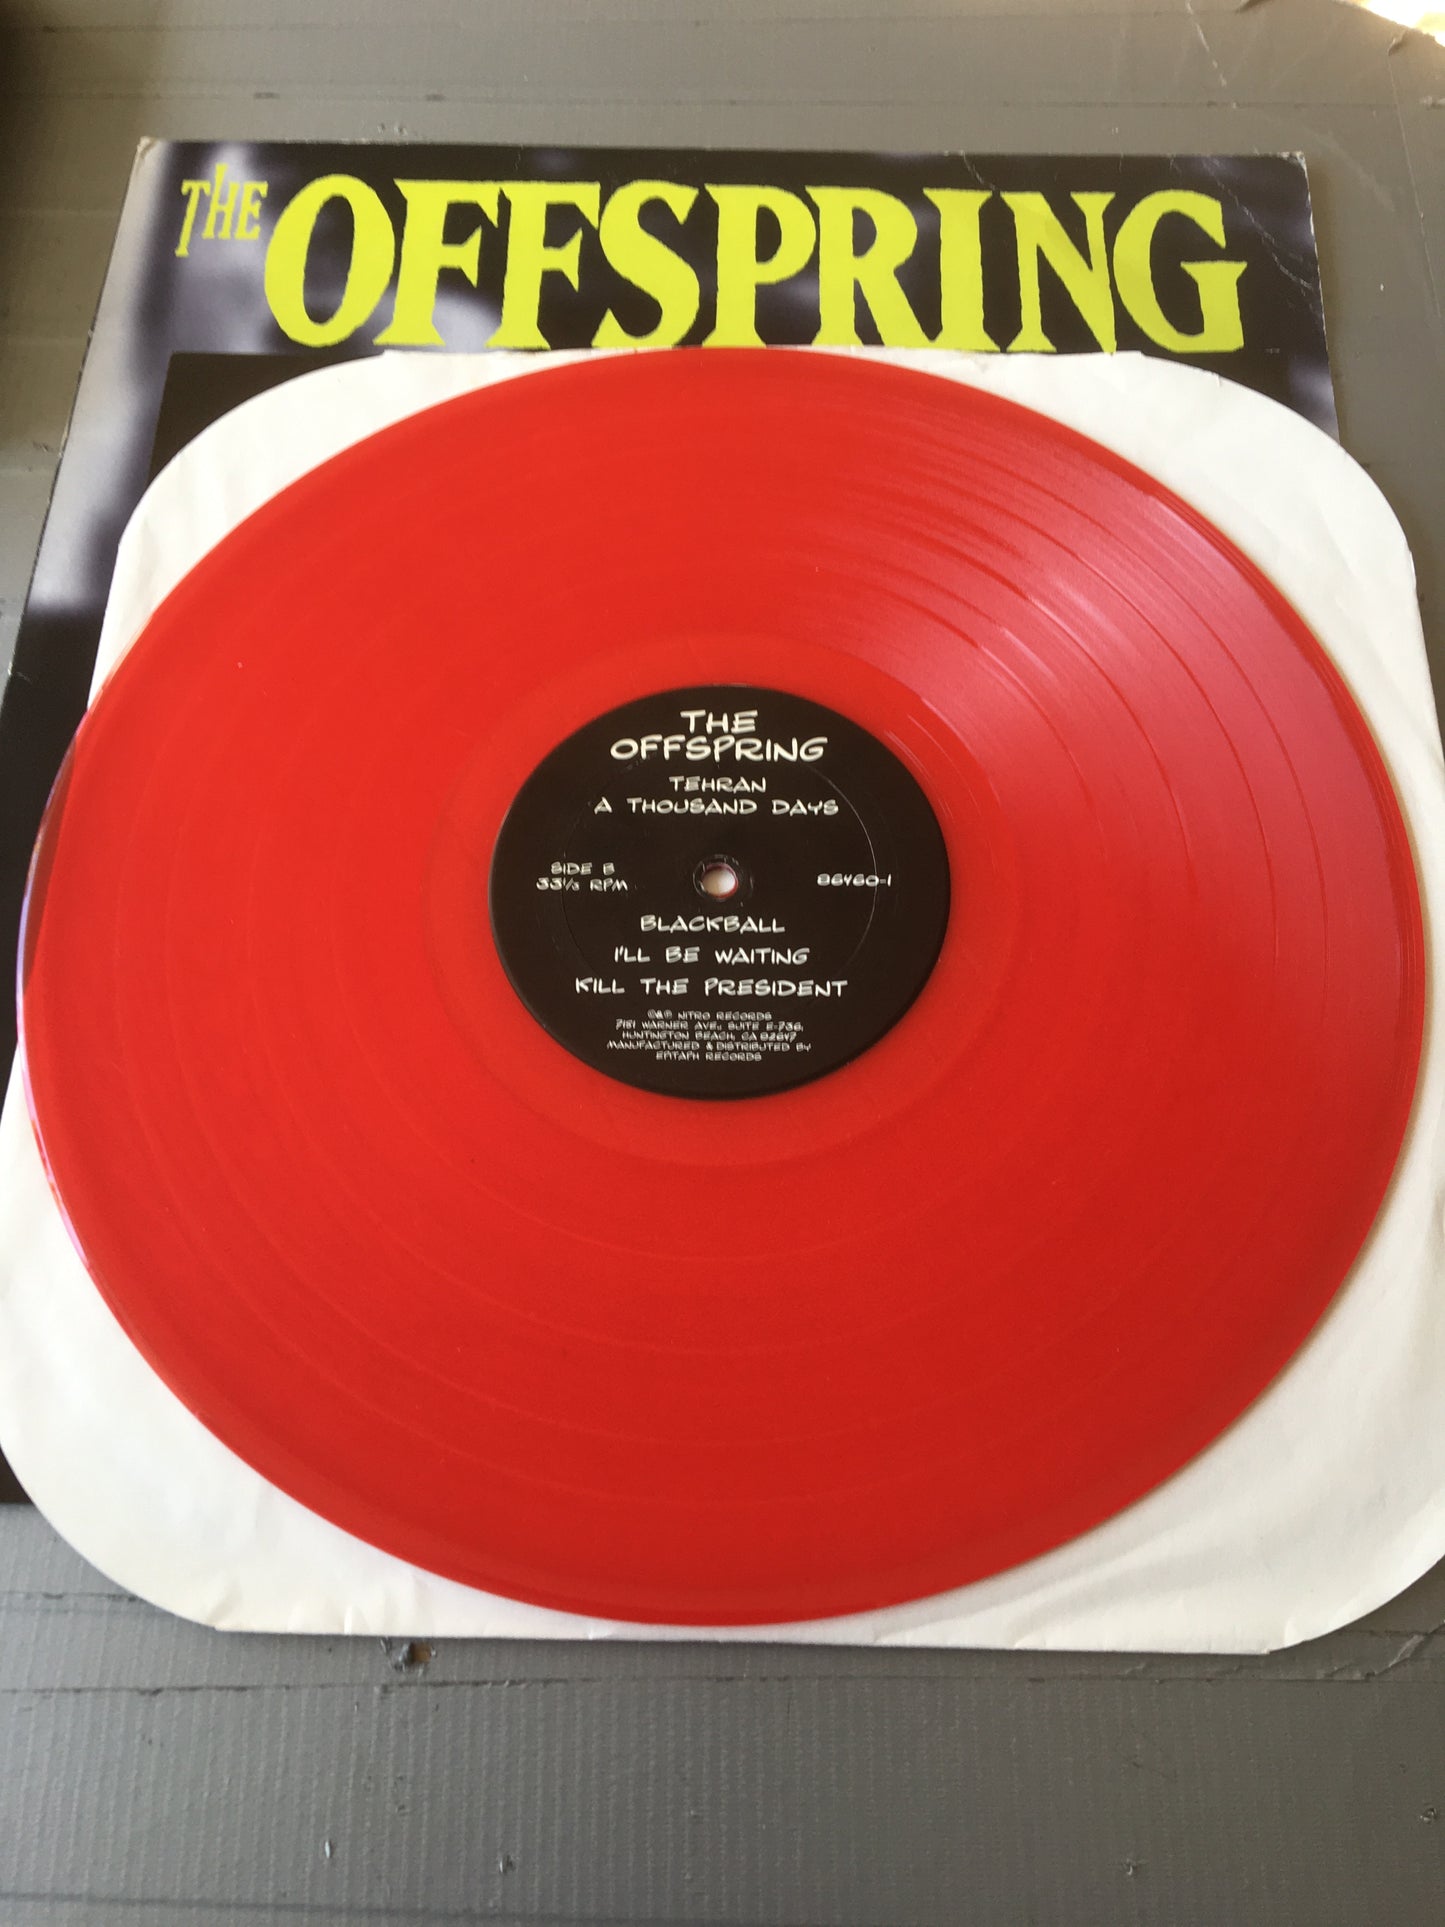 THE OFFSPRING
THE
OFFSPRING
TEHRAN
A THOUSAND DAYS
SIDE B
33⅓ RPM
86460-1
BLACKBALL
I'LL BE WAITING
KILL THE PRESIDENT
©&℗ NITRO RECORDS
7151 WARNER AVE., SUITE E-736,
HUNTINGTON BEACH, CA 92647
MANUFACTURED & DISTRIBUTED BY
EPITAPH RECORDS